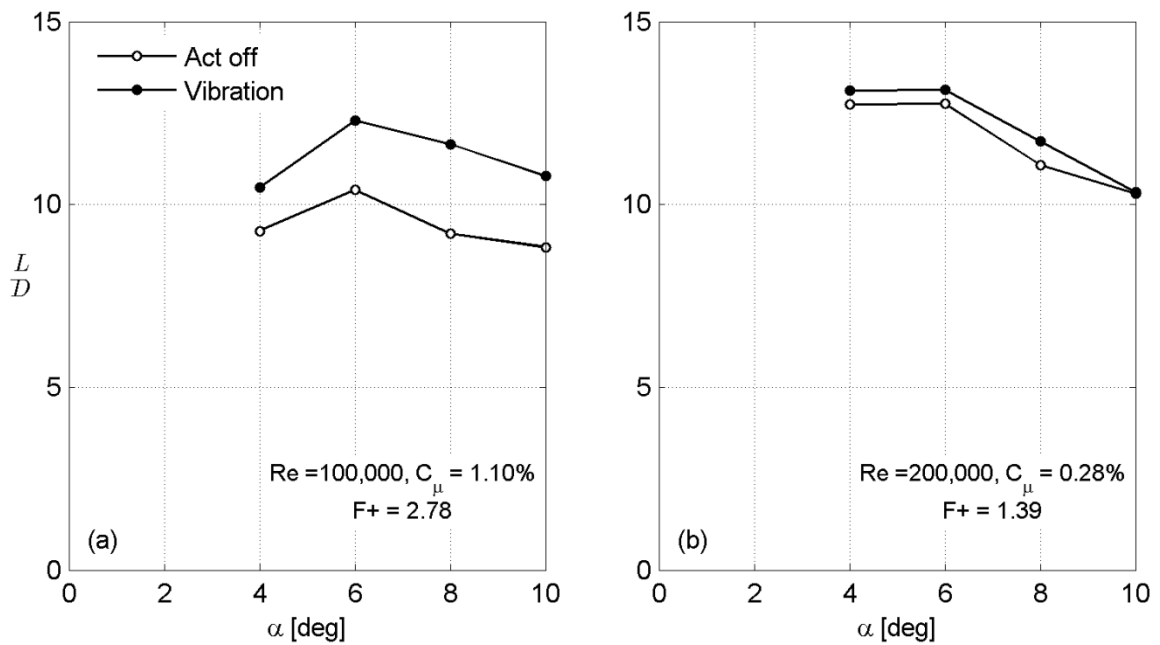 15
Act off
Vibration
10
L
D
5
Re =100,000, C_μ = 1.10%
F+ = 2.78
(a)
0
0 2 4 6 8 10
α [deg]
15
10
5
Re =200,000, C_μ = 0.28%
F+ = 1.39
(b)
0
0 2 4 6 8 10
α [deg]